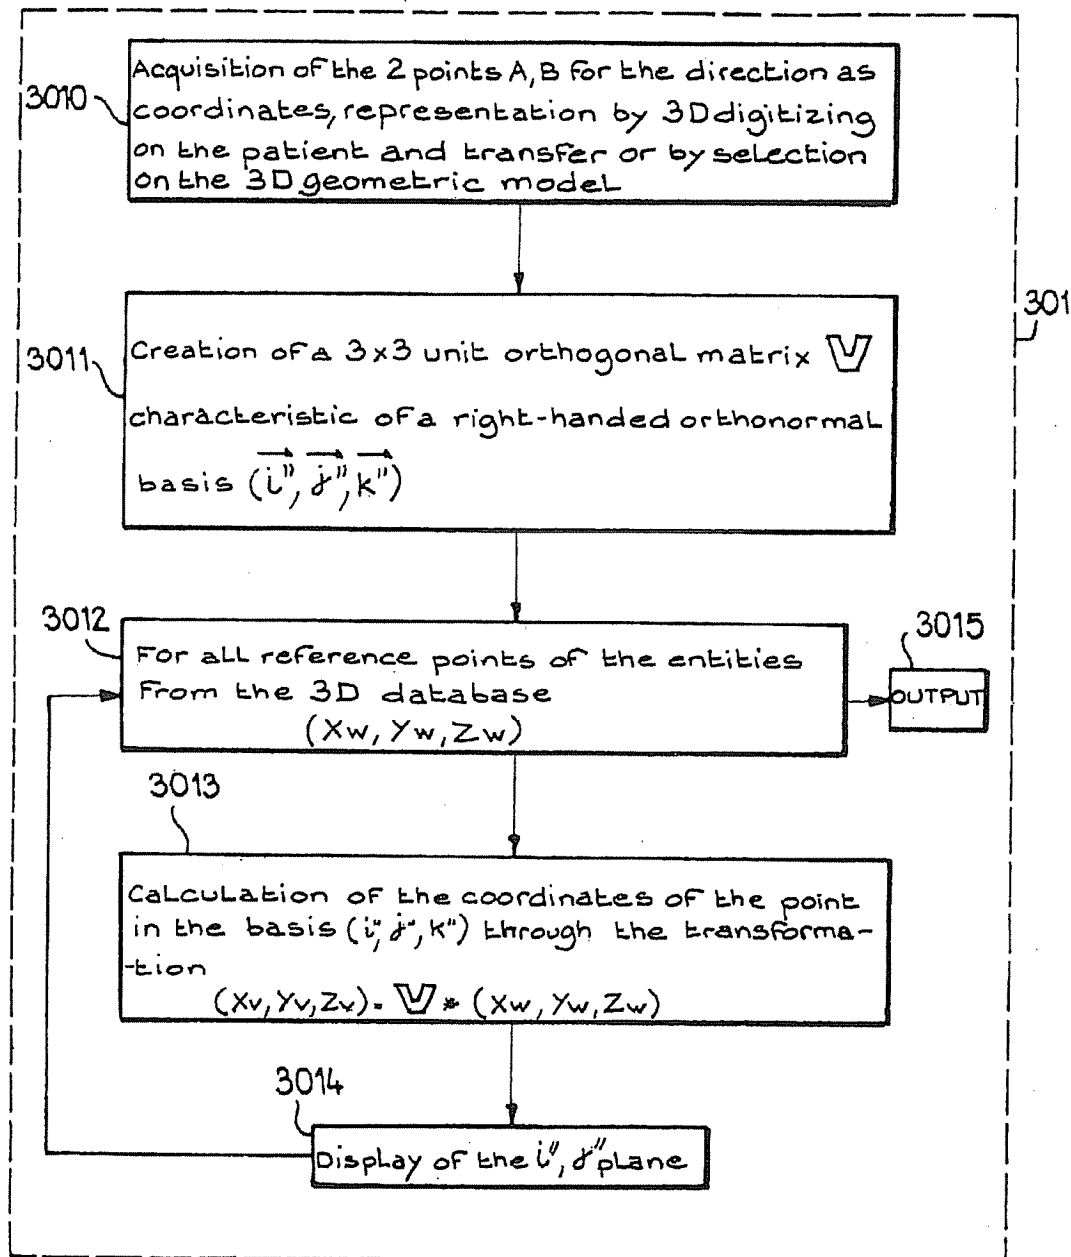 3010
Acquisition of the 2 points A, B for the direction as
coordinates, representation by 3D digitizing
on the patient and transfer or by selection
on the 3D geometric model
301
3011
Creation of a 3x3 unit orthogonal matrix V
characteristic of a right-handed orthonormal
basis (i'', j'', k'')
3012
For all reference points of the entities
from the 3D database
(Xw, Yw, Zw)
3015
OUTPUT
3013
Calculation of the coordinates of the point
in the basis (i'', j'', k'') through the transforma-
-tion
(Xv, Yv, Zv) = V * (Xw, Yw, Zw)
3014
Display of the i'', j'' plane